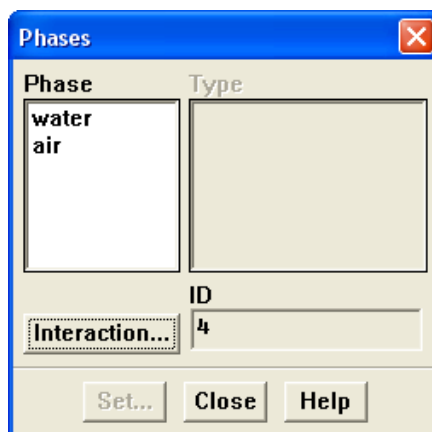 Phases
Phase Type
water
air
ID
Interaction... 4
Set... Close Help